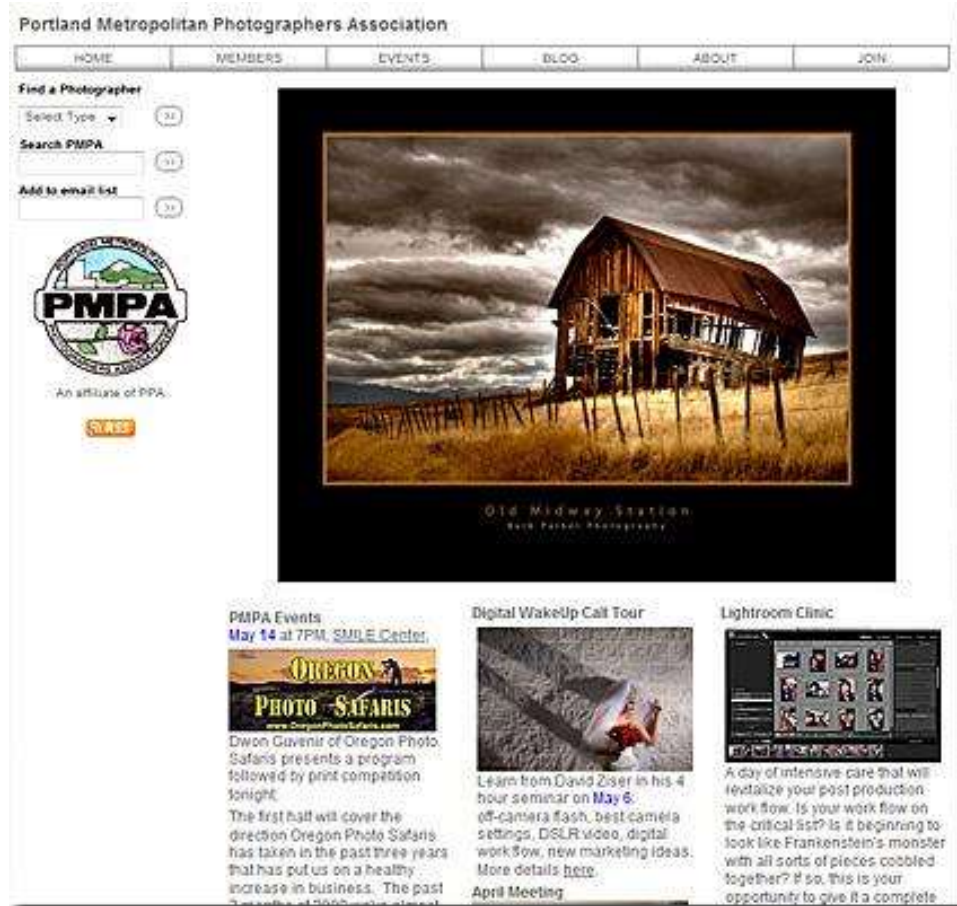 Portland Metropolitan Photographers Association
HOME MEMBERS EVENTS BLOG ABOUT JOIN
Find a Photographer
Select Type >>
Search PMPA
>>
Add to email list
>>
PORTLAND METROPOLITAN
PMPA
PHOTOGRAPHERS ASSOCIATION
An affiliate of PPA
RSS
Old Midway Station
Photography
PMPA Events
May 14 at 7PM, SMILE Center.
OREGON
PHOTO SAFARIS
www.OregonPhotoSafaris.com
Dwon Guvenir of Oregon Photo
Safaris presents a program
followed by print competition
tonight.
The first half will cover the
direction Oregon Photo Safaris
has taken in the past three years
that has put us on a healthy
increase in business. The past
Digital WakeUp Call Tour
Learn from David Ziser in his 4
hour seminar on May 6:
off-camera flash, best camera
settings, DSLR video, digital
work flow, new marketing ideas.
More details here.
April Meeting
Lightroom Clinic
A day of intensive care that will
revitalize your post production
work flow. Is your work flow on
the critical list? Is it beginning to
look like Frankenstein's monster
with all sorts of pieces cobbled
together? If so, this is your
opportunity to give it a complete